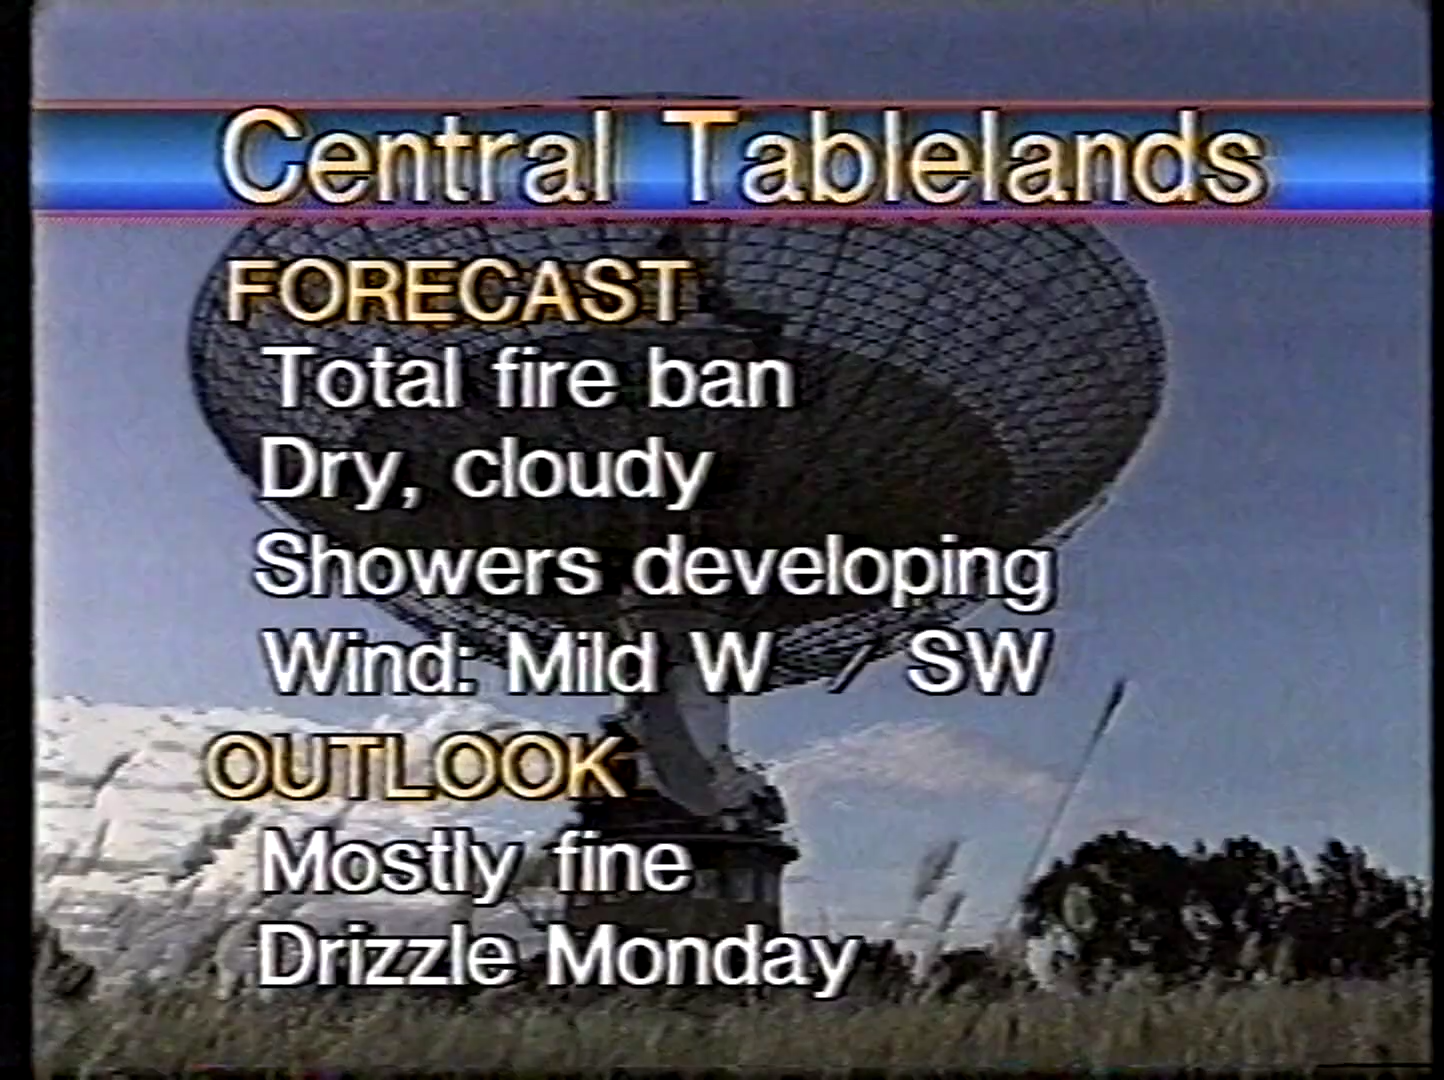 Central Tablelands
FORECAST
Total fire ban
Dry, cloudy
Showers developing
Wind: Mild W / SW
OUTLOOK
Mostly fine
Drizzle Monday